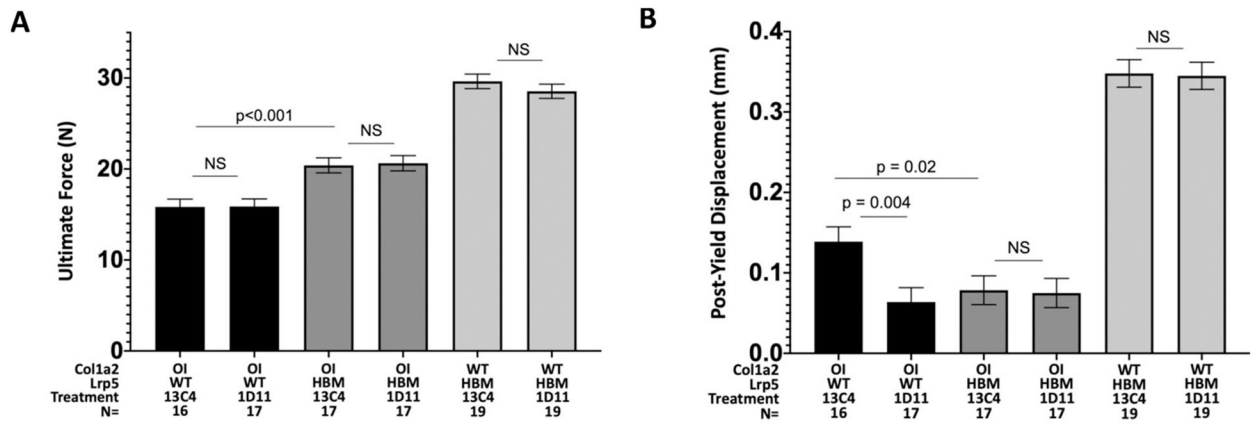 A
Ultimate Force (N)
30
20
10
0
NS
p<0.001
NS
NS
Col1a2 OI OI OI OI WT WT
Lrp5 WT WT HBM HBM HBM HBM
Treatment 13C4 1D11 13C4 1D11 13C4 1D11
N= 16 17 17 17 19 19
B
Post-Yield Displacement (mm)
0.4
0.3
0.2
0.1
0.0
NS
p = 0.02
p = 0.004
NS
Col1a2 OI OI OI OI WT WT
Lrp5 WT WT HBM HBM HBM HBM
Treatment 13C4 1D11 13C4 1D11 13C4 1D11
N= 16 17 17 17 19 19